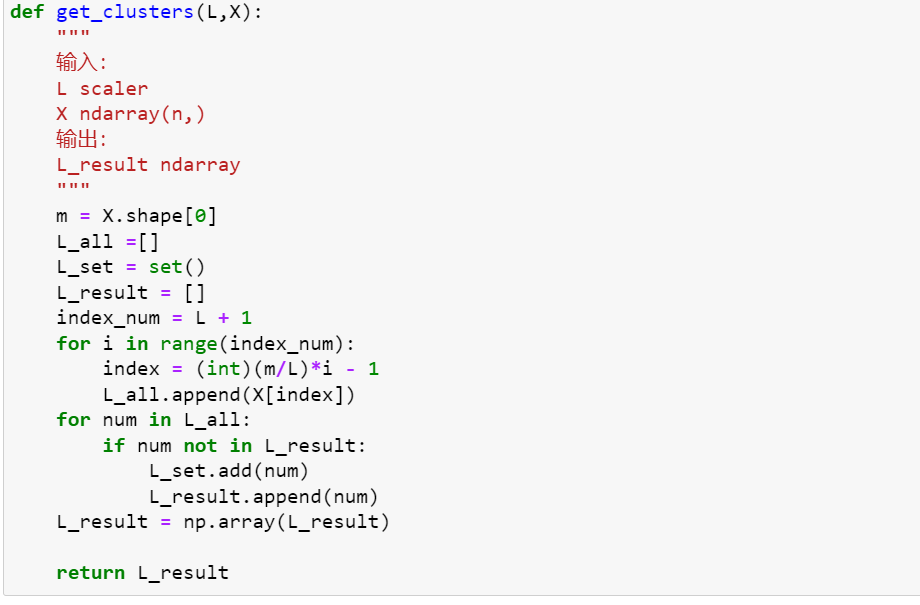 def get_clusters(L,X):
    """
    输入:
    L scaler
    X ndarray(n,)
    输出:
    L_result ndarray
    """
    m = X.shape[0]
    L_all =[]
    L_set = set()
    L_result = []
    index_num = L + 1
    for i in range(index_num):
        index = (int)(m/L)*i - 1
        L_all.append(X[index])
    for num in L_all:
        if num not in L_result:
            L_set.add(num)
            L_result.append(num)
    L_result = np.array(L_result)

    return L_result